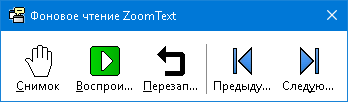 Фоновое чтение ZoomText
Снимок Воспрои... Перезап... Предыду... Следую...